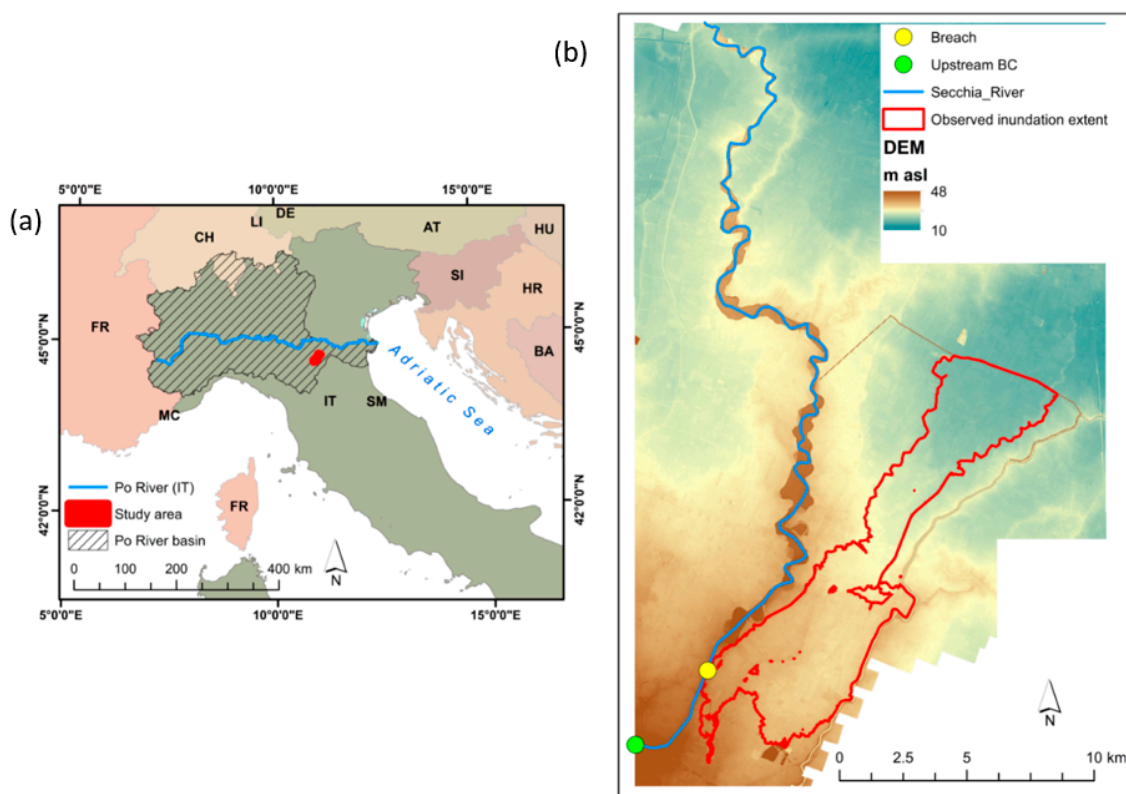 (a)
5°0'0"E 10°0'0"E 15°0'0"E
LI DE
CH AT HU
SI
HR
FR
45°0'0"N 45°0'0"N
BA
Adriatic Sea
MC IT SM
Po River (IT)
Study area
FR
Po River basin
42°0'0"N 42°0'0"N
0 100 200 400 km
N
5°0'0"E 10°0'0"E 15°0'0"E
(b)
Breach
Upstream BC
Secchia_River
Observed inundation extent
DEM
m asl
48
10
N
0 2.5 5 10 km